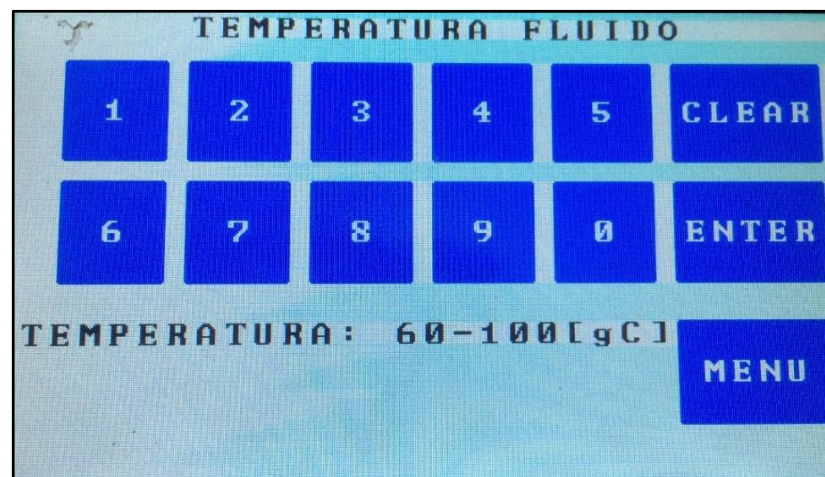 TEMPERATURA FLUIDO
1 2 3 4 5 CLEAR
6 7 8 9 0 ENTER
TEMPERATURA: 60-100[gC]
MENU